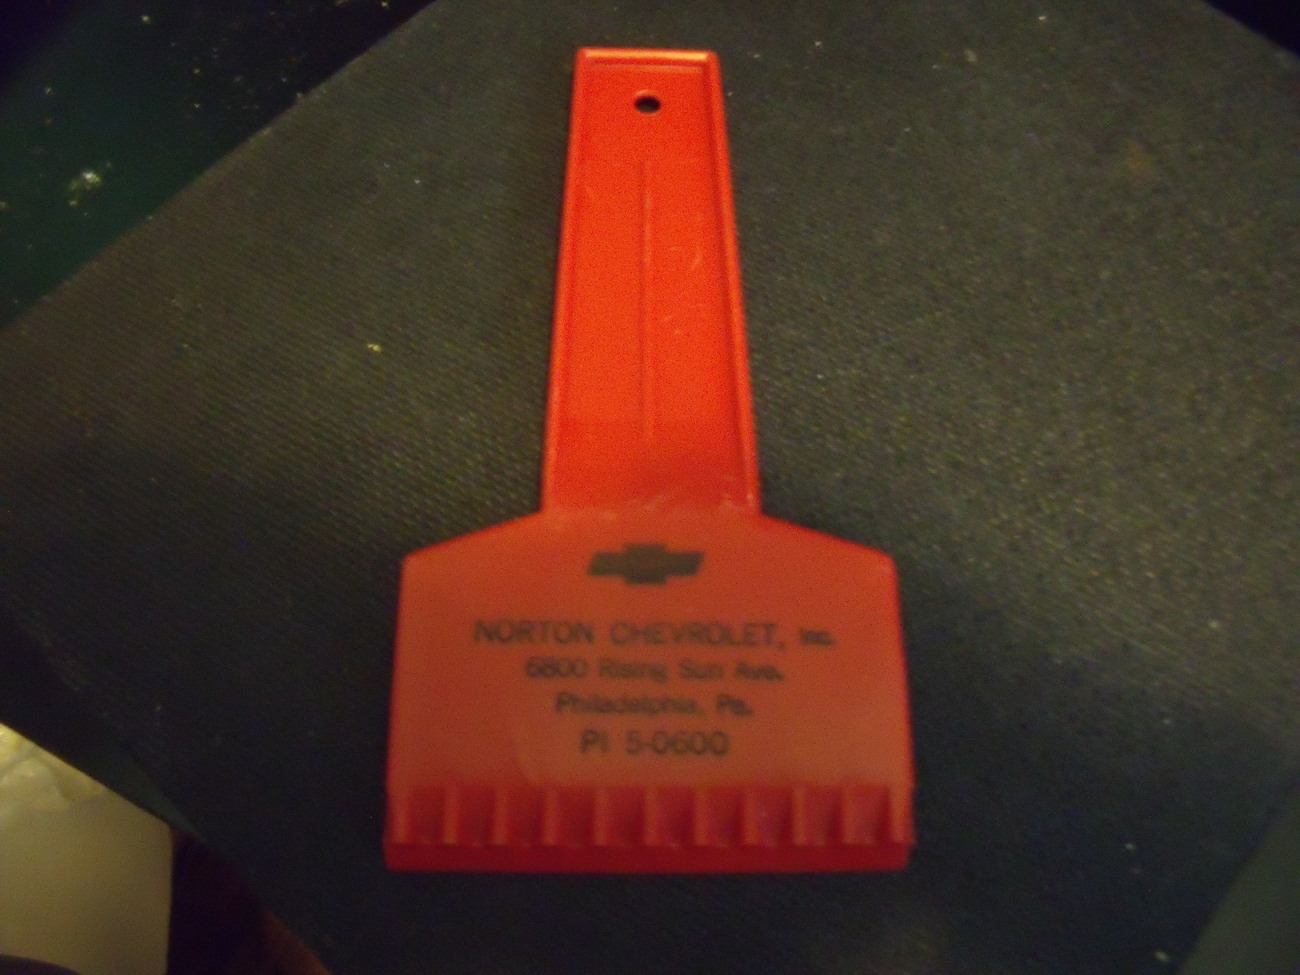 NORTON CHEVROLET, Inc.
6800 Rising Sun Ave.
Philadelphia, Pa.
PI 5-0600